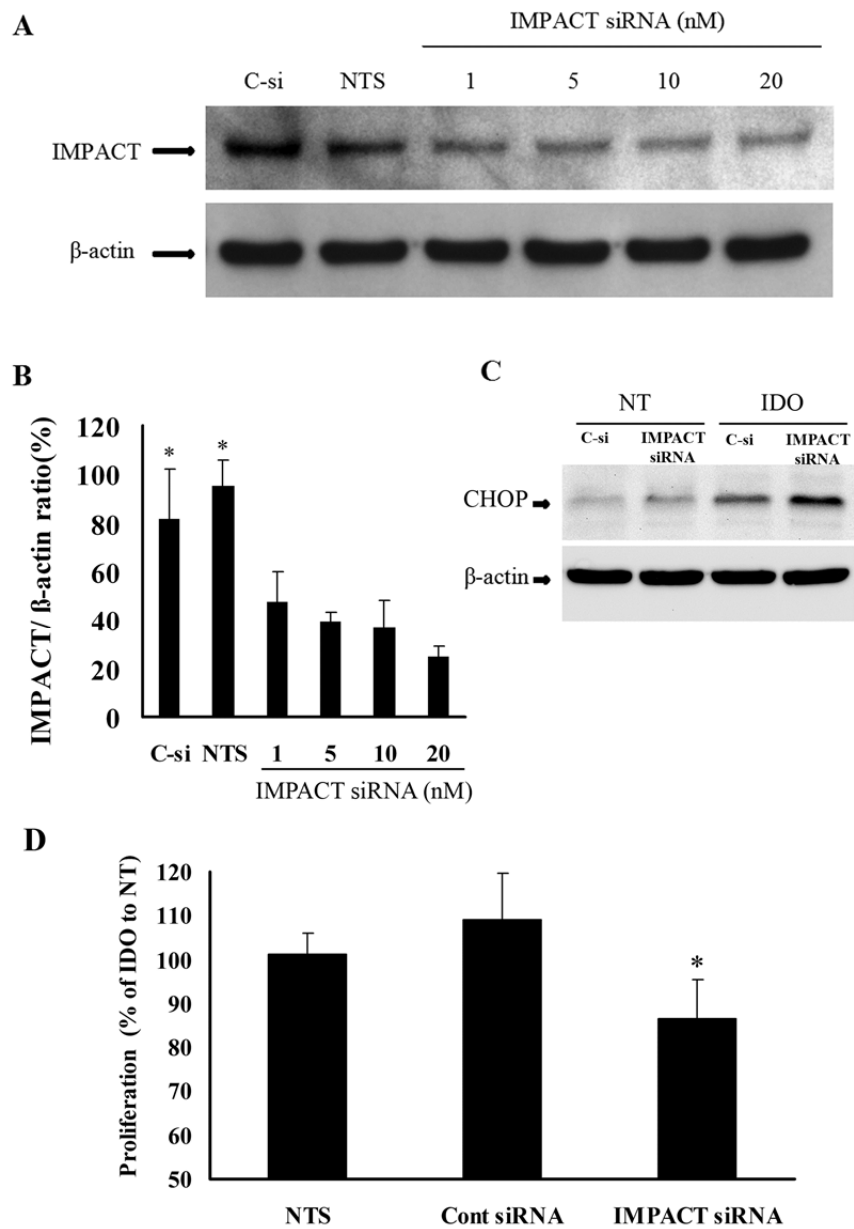 A
IMPACT siRNA (nM)
C-si NTS 1 5 10 20
IMPACT
β-actin
B
IMPACT/ ß-actin ratio(%)
120
100
80
60
40
20
0
C-si NTS 1 5 10 20
IMPACT siRNA (nM)
* *
C
NT IDO
C-si IMPACT siRNA C-si IMPACT siRNA
CHOP
β-actin
D
Proliferation (% of IDO to NT)
120
110
100
90
80
70
60
50
*
NTS Cont siRNA IMPACT siRNA